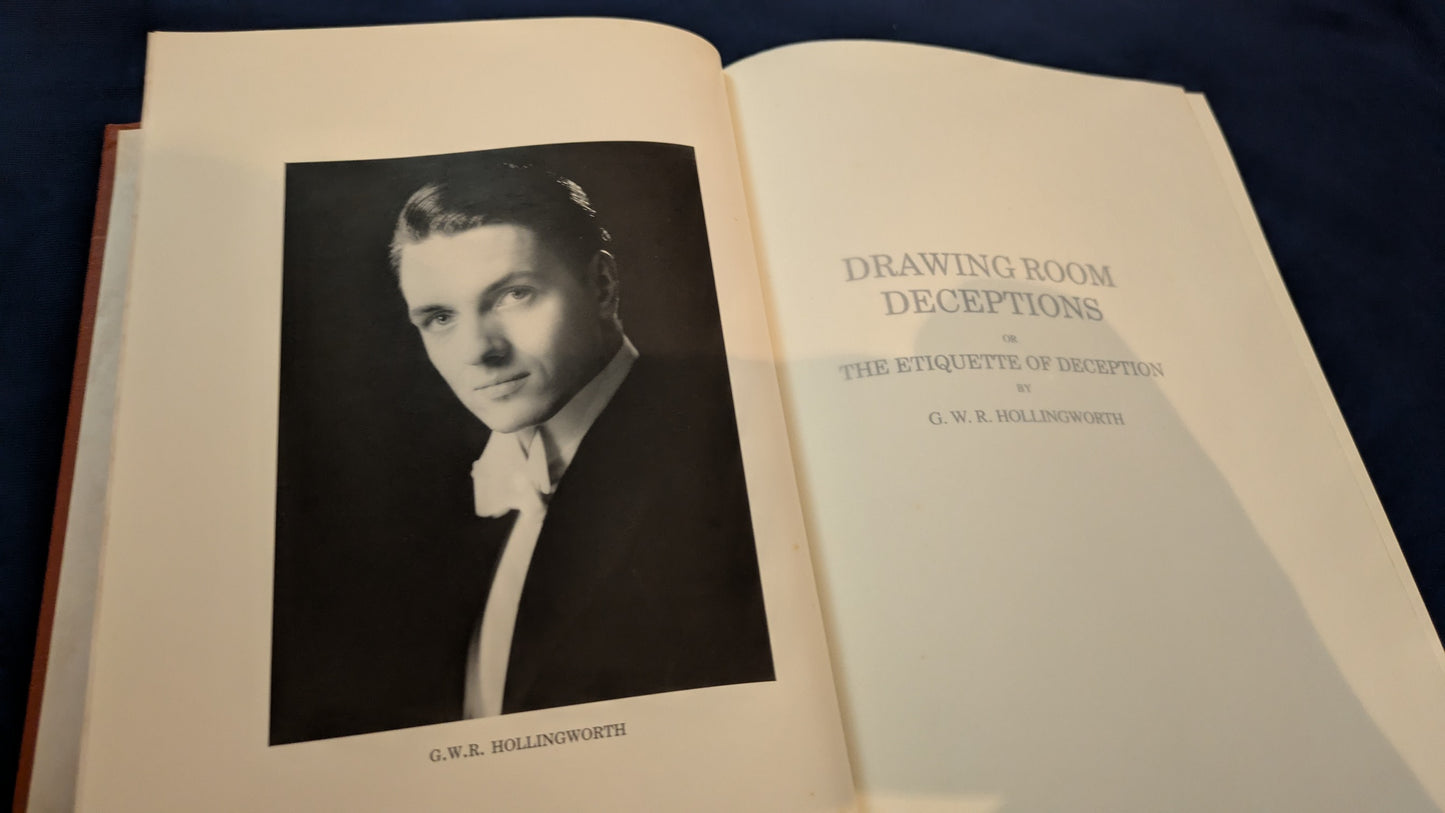 G.W.R. HOLLINGWORTH
DRAWING ROOM
DECEPTIONS
OR
THE ETIQUETTE OF DECEPTION
BY
G. W. R. HOLLINGWORTH